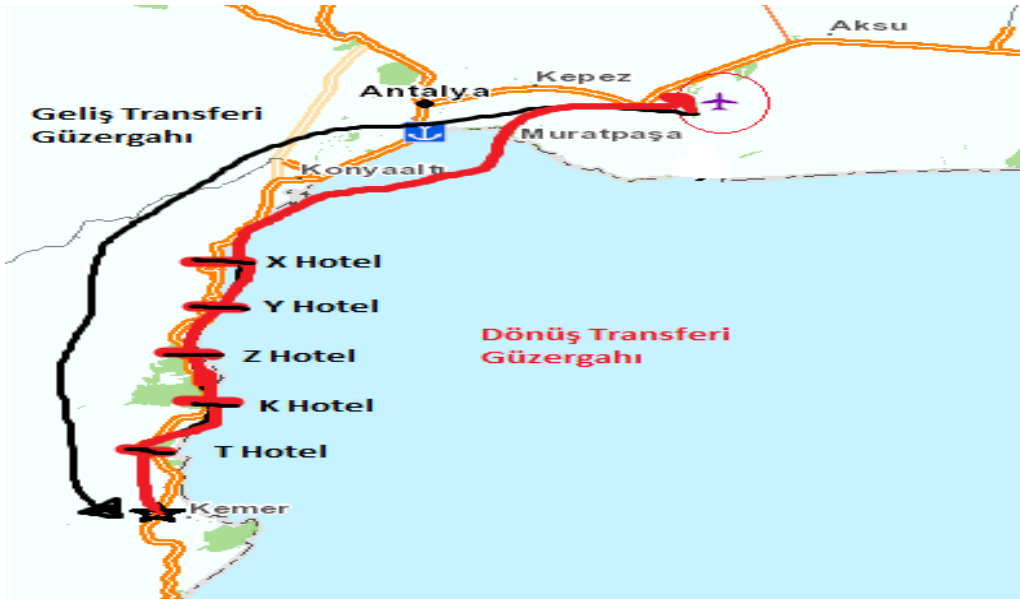 Aksu
Kepez
Antalya
Geliş Transferi
Güzergahı
Muratpaşa
Konyaaltı
X Hotel
Y Hotel
Dönüş Transferi
Güzergahı
Z Hotel
K Hotel
T Hotel
Kemer